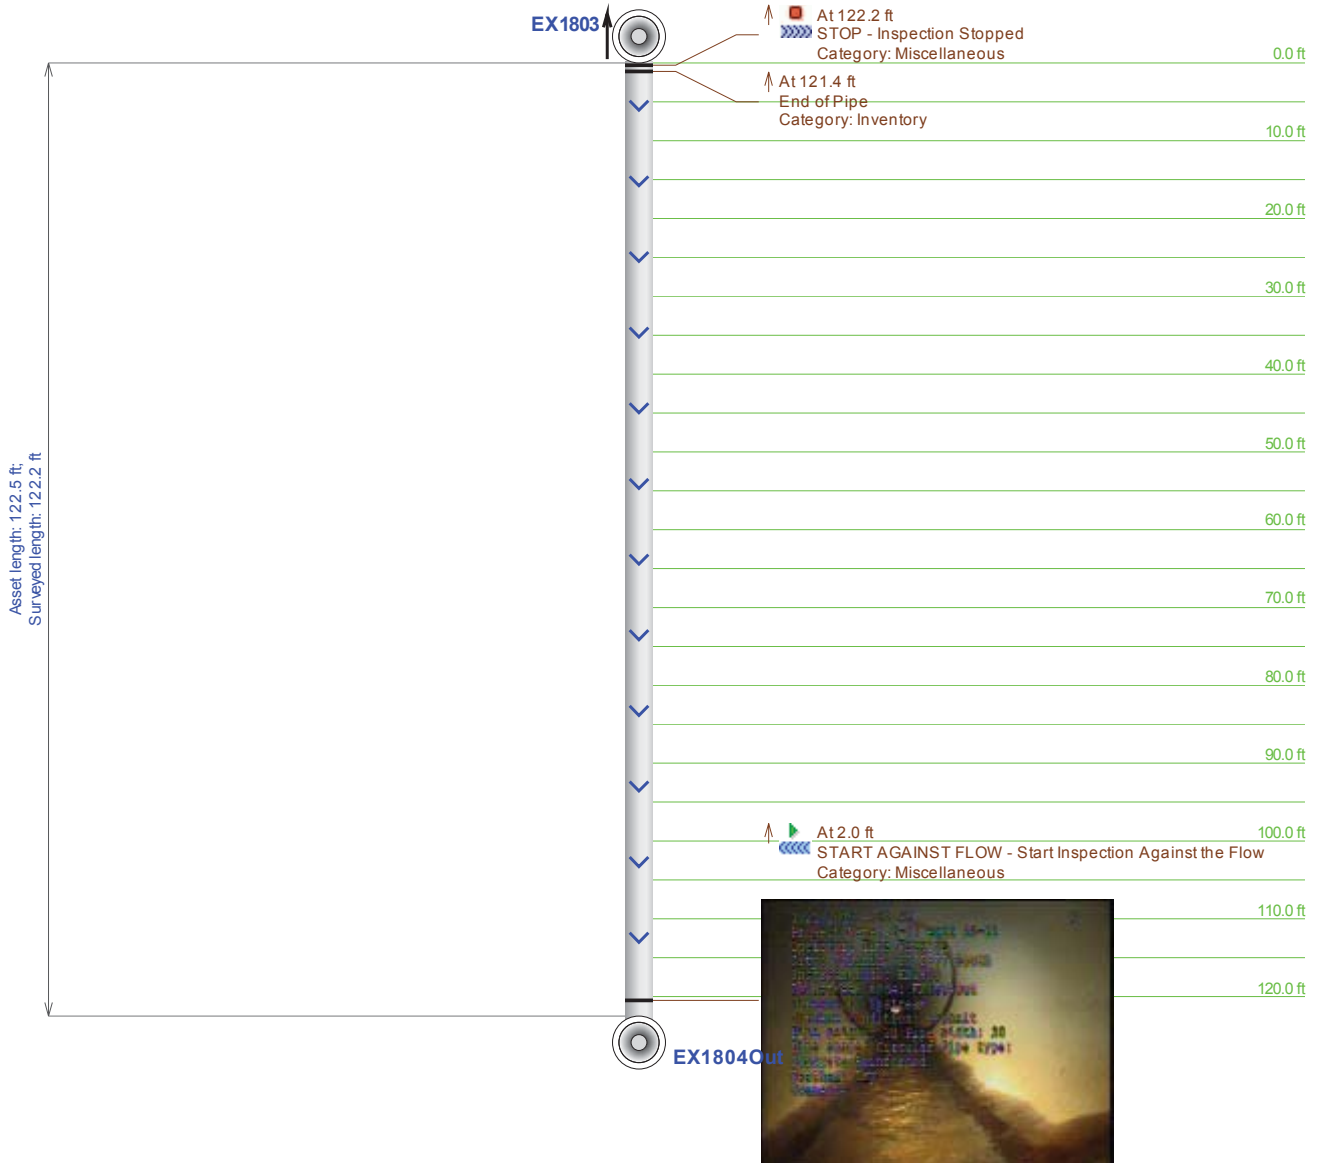 EX1803
At 122.2 ft
STOP - Inspection Stopped
Category: Miscellaneous
0.0 ft
At 121.4 ft
End of Pipe
Category: Inventory
10.0 ft
20.0 ft
30.0 ft
40.0 ft
50.0 ft
Asset length: 122.5 ft;
Surveyed length: 122.2 ft
60.0 ft
70.0 ft
80.0 ft
90.0 ft
At 2.0 ft
100.0 ft
START AGAINST FLOW - Start Inspection Against the Flow
Category: Miscellaneous
110.0 ft
120.0 ft
width: 30
Pipe type:
EX1804Out